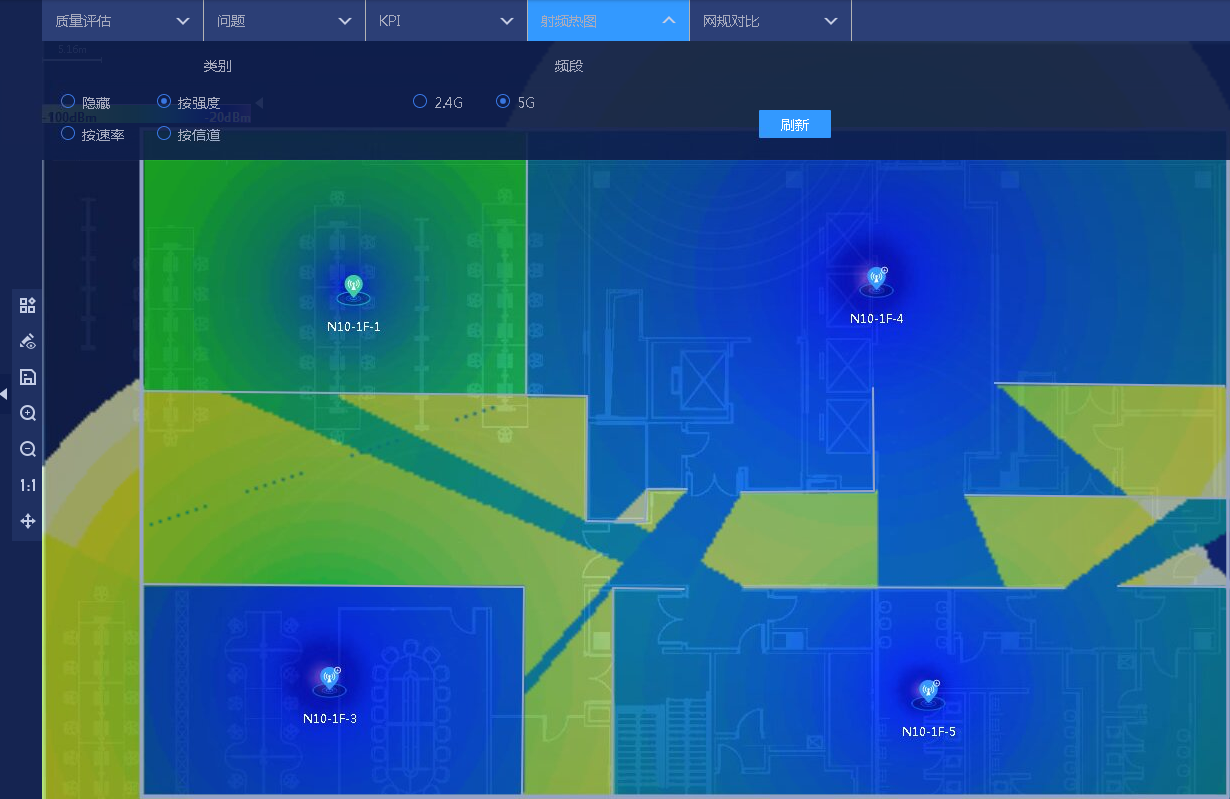 质量评估 问题 KPI 射频热图 网规对比
5.16m
类别 频段
隐藏 按强度 2.4G 5G
-100dBm -20dBm
刷新
按速率 按信道
N10-1F-1
N10-1F-4
1:1
N10-1F-3
N10-1F-5